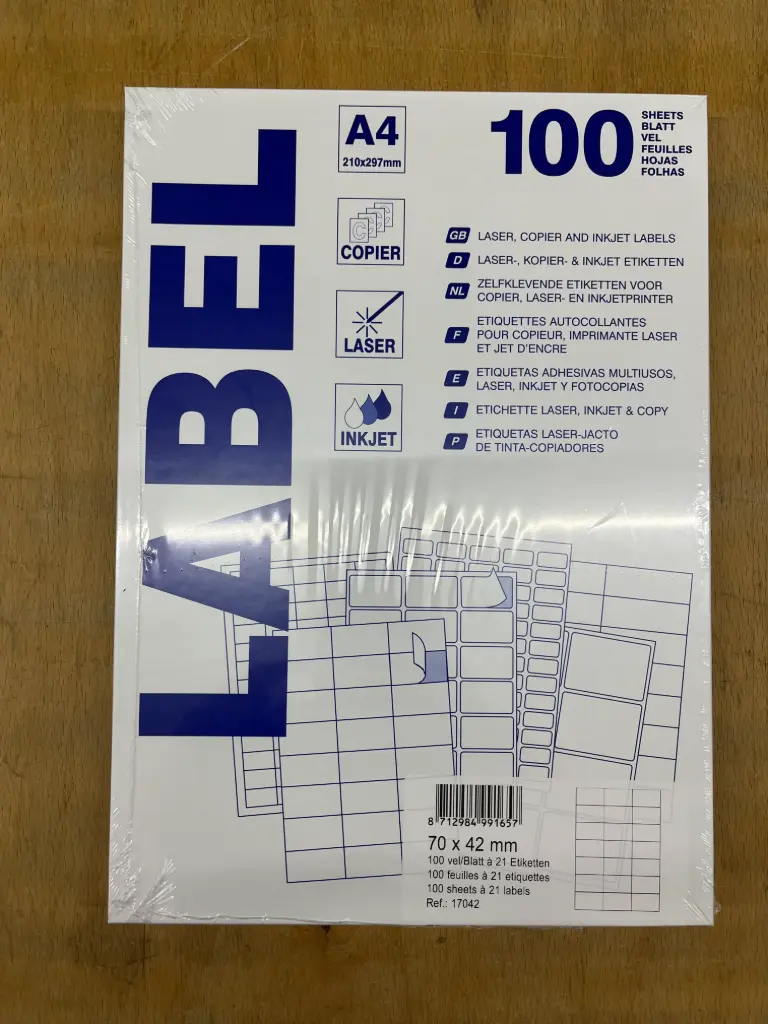 LABEL
A4
210x297mm
COPIER
LASER
INKJET
100
SHEETS
BLATT
VEL
FEUILLES
HOJAS
FOLHAS
GB LASER, COPIER AND INKJET LABELS
D LASER-, KOPIER- & INKJET ETIKETTEN
NL ZELFKLEVENDE ETIKETTEN VOOR
COPIER, LASER- EN INKJETPRINTER
F ETIQUETTES AUTOCOLLANTES
POUR COPIEUR, IMPRIMANTE LASER
ET JET D'ENCRE
E ETIQUETAS ADHESIVAS MULTIUSOS,
LASER, INKJET Y FOTOCOPIAS
I ETICHETTE LASER, INKJET & COPY
P ETIQUETAS LASER-JACTO
DE TINTA-COPIADORES
8 712984 991657
70 x 42 mm
100 vel/Blatt à 21 Etiketten
100 feuilles à 21 etiquettes
100 sheets à 21 labels
Ref.: 17042